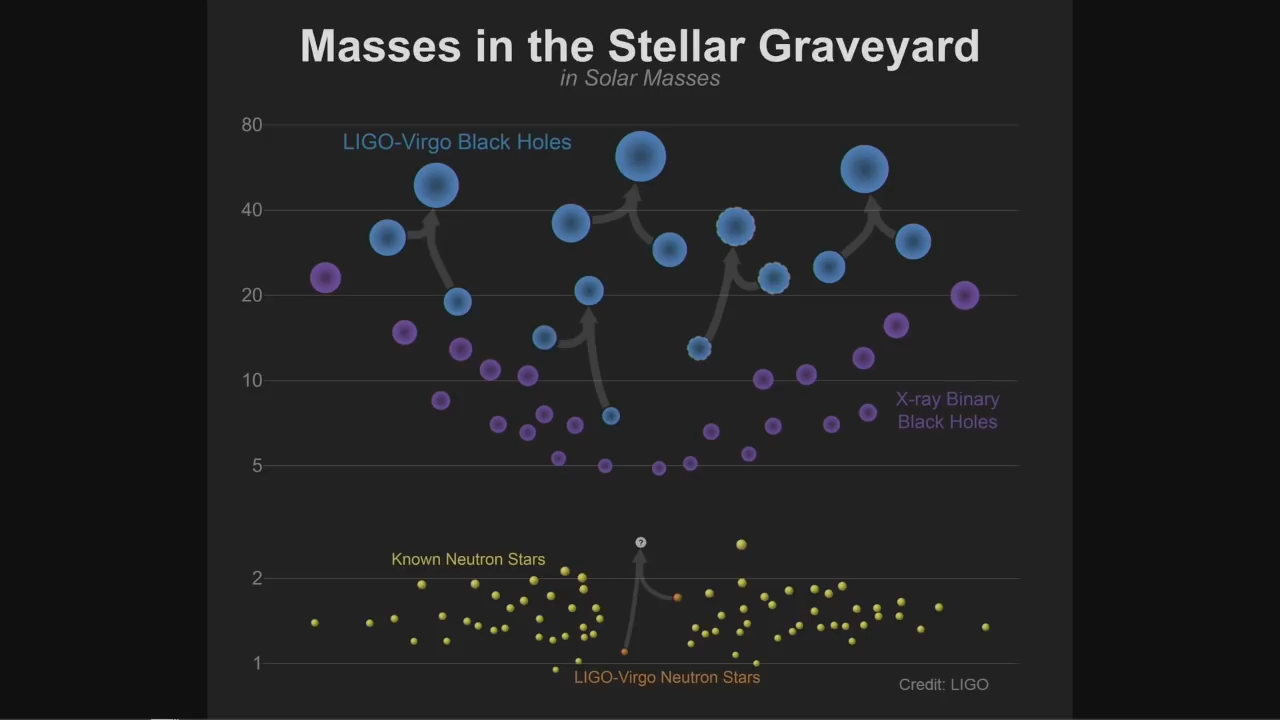 Masses in the Stellar Graveyard
in Solar Masses
80
LIGO-Virgo Black Holes
40
20
10
X-ray Binary
Black Holes
5
?
Known Neutron Stars
2
1
LIGO-Virgo Neutron Stars
Credit: LIGO